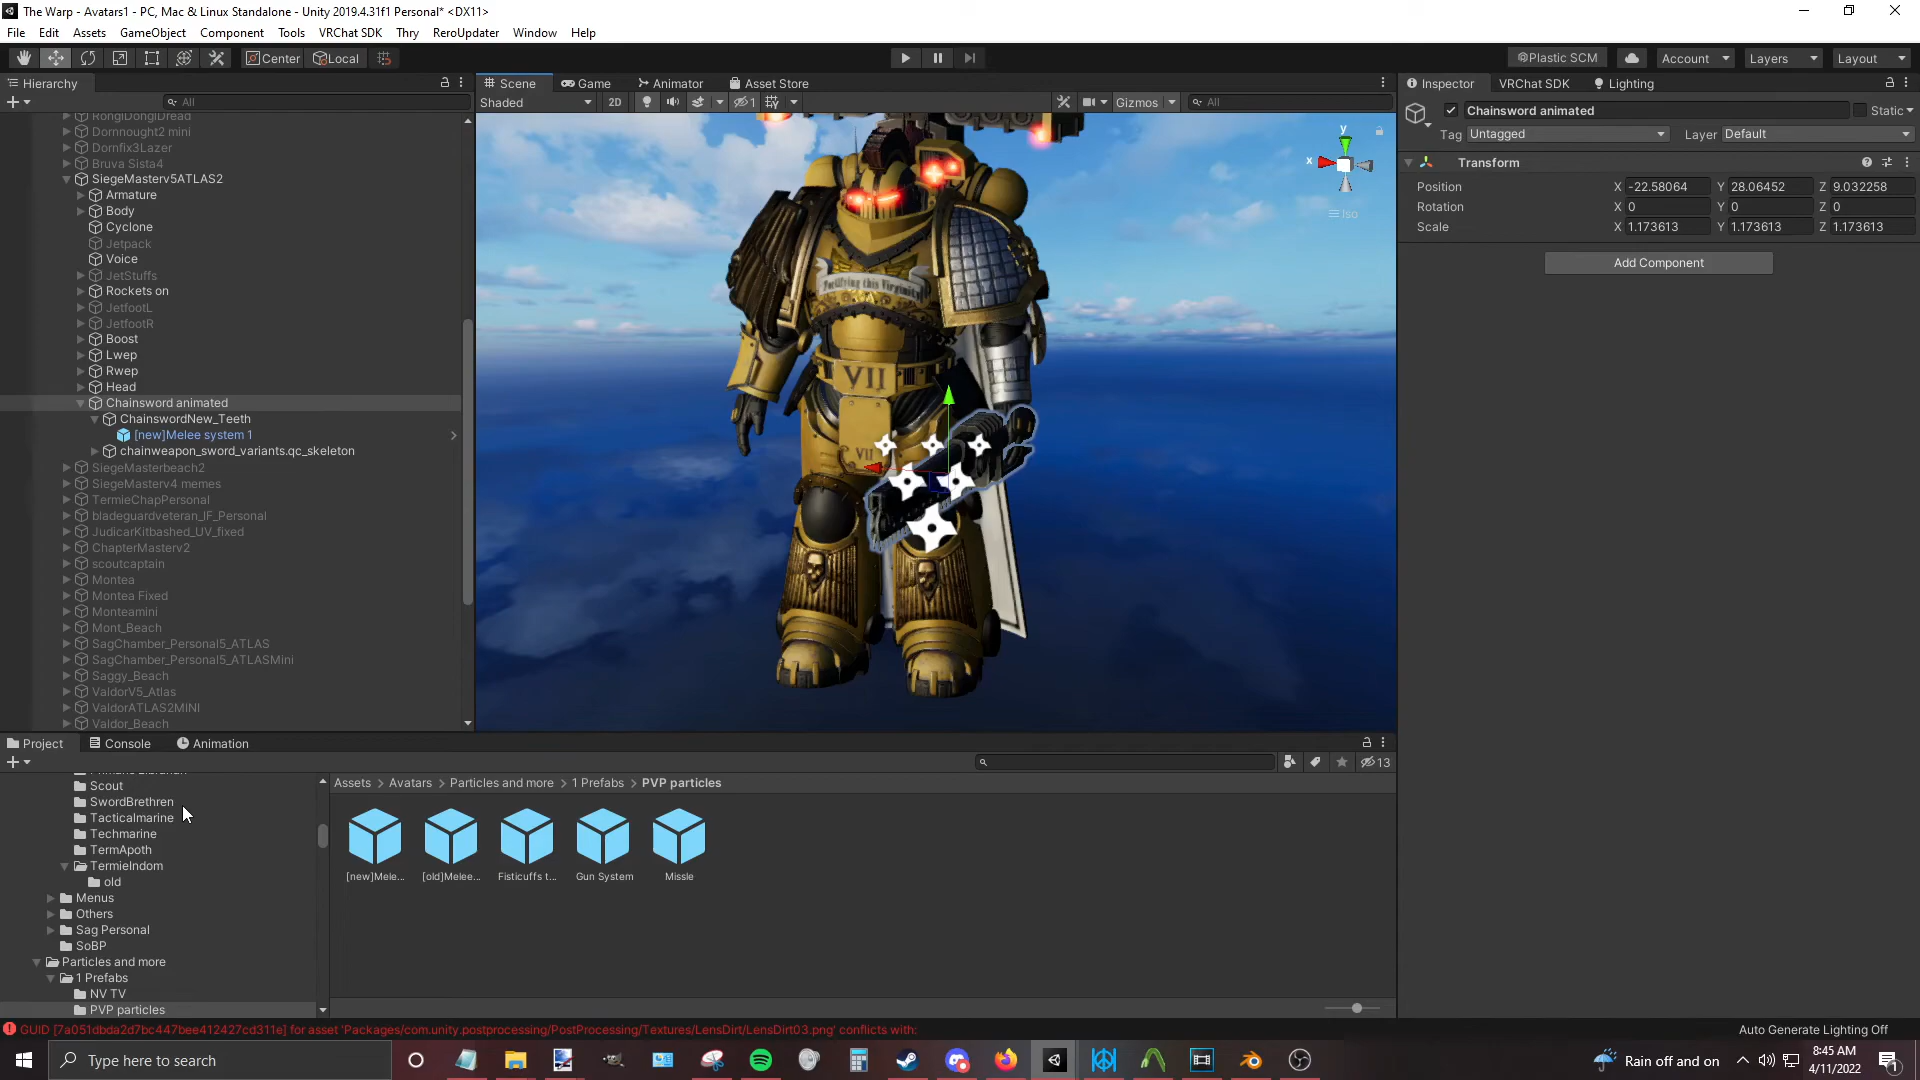 The Warp - Avatars1 - PC, Mac & Linux Standalone - Unity 2019.4.31f1 Personal* <DX11>
File Edit Assets GameObject Component Tools VRChat SDK Thry ReroUpdater Window Help
Center Local Plastic SCM Account Layers Layout
Hierarchy Scene Game Animator Asset Store Inspector VRChat SDK Lighting
All Shaded 2D 1 Gizmos All
Chainsword animated Static
Tag Untagged Layer Default
Transform
Position X -22.58064 Y 28.06452 Z 9.032258
Rotation X 0 Y 0 Z 0
Scale X 1.173613 Y 1.173613 Z 1.173613
Add Component
y
x
Iso
RongiDongiDread
Dornnought2 mini
Dornfix3Lazer
Bruva Sista4
SiegeMasterv5ATLAS2
Armature
Body
Cyclone
Jetpack
Voice
JetStuffs
Rockets on
JetfootL
JetfootR
Boost
Lwep
Rwep
Head
Chainsword animated
ChainswordNew_Teeth
[new]Melee system 1
chainweapon_sword_variants.qc_skeleton
SiegeMasterbeach2
SiegeMasterv4 memes
TermieChapPersonal
bladeguardveteran_IF_Personal
JudicarKitbashed_UV_fixed
ChapterMasterv2
scoutcaptain
Montea
Montea Fixed
Monteamini
Mont_Beach
SagChamber_Personal5_ATLAS
SagChamber_Personal5_ATLASMini
Saggy_Beach
ValdorV5_Atlas
ValdorATLAS2MINI
Valdor_Beach
VII
VII
Project Console Animation
13
Scout
SwordBrethren
Tacticalmarine
Techmarine
TermApoth
TermieIndom
old
Menus
Others
Sag Personal
SoBP
Particles and more
1 Prefabs
NV TV
PVP particles
Assets > Avatars > Particles and more > 1 Prefabs > PVP particles
[new]Mele... [old]Melee... Fisticuffs t... Gun System Missle
GUID [7a051dbda2d7bc447bee412427cd311e] for asset 'Packages/com.unity.postprocessing/PostProcessing/Textures/LensDirt/LensDirt03.png' conflicts with:
Auto Generate Lighting Off
Type here to search
Rain off and on
8:45 AM
4/11/2022
1